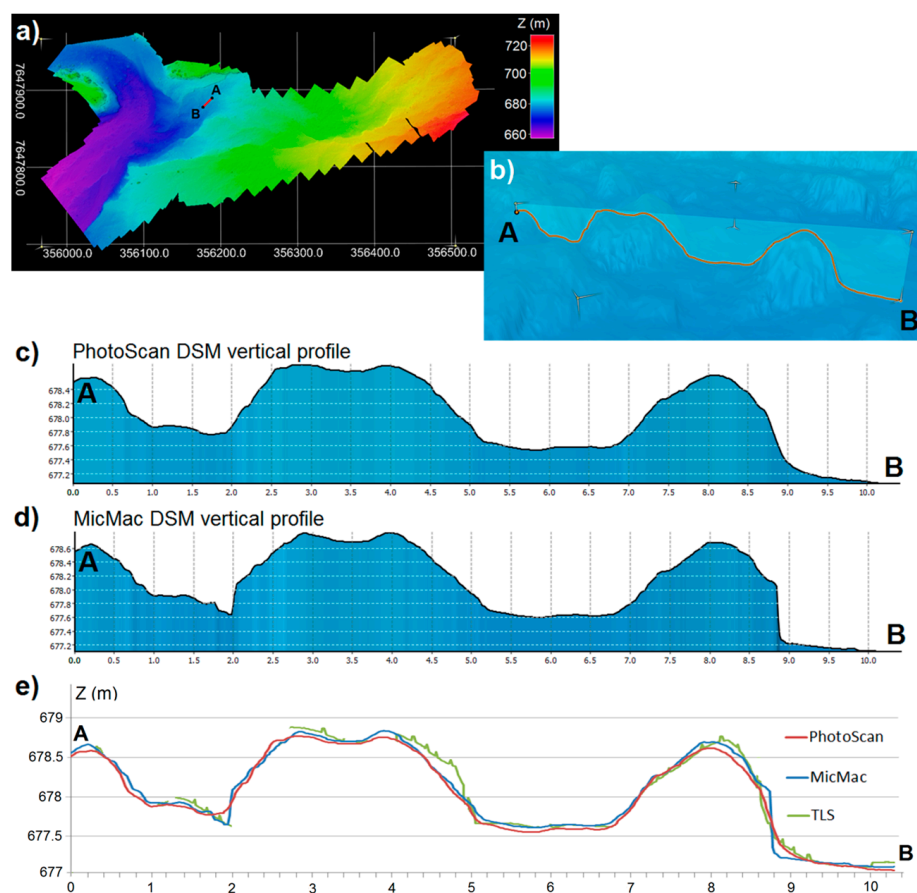 a)
Z (m)
720
700
680
660
A
B
7647900.0
7647800.0
356000.0
356100.0
356200.0
356300.0
356400.0
356500.0
b)
A
B
c) PhotoScan DSM vertical profile
A
678.4
678.2
678.0
677.8
677.6
677.4
677.2
B
0.0 0.5 1.0 1.5 2.0 2.5 3.0 3.5 4.0 4.5 5.0 5.5 6.0 6.5 7.0 7.5 8.0 8.5 9.0 9.5 10.0
d) MicMac DSM vertical profile
A
678.6
678.4
678.2
678.0
677.8
677.6
677.4
677.2
B
0.0 0.5 1.0 1.5 2.0 2.5 3.0 3.5 4.0 4.5 5.0 5.5 6.0 6.5 7.0 7.5 8.0 8.5 9.0 9.5 10.0
e) Z (m)
679
A
PhotoScan
678.5
MicMac
678
TLS
677.5
B
677
0 1 2 3 4 5 6 7 8 9 10